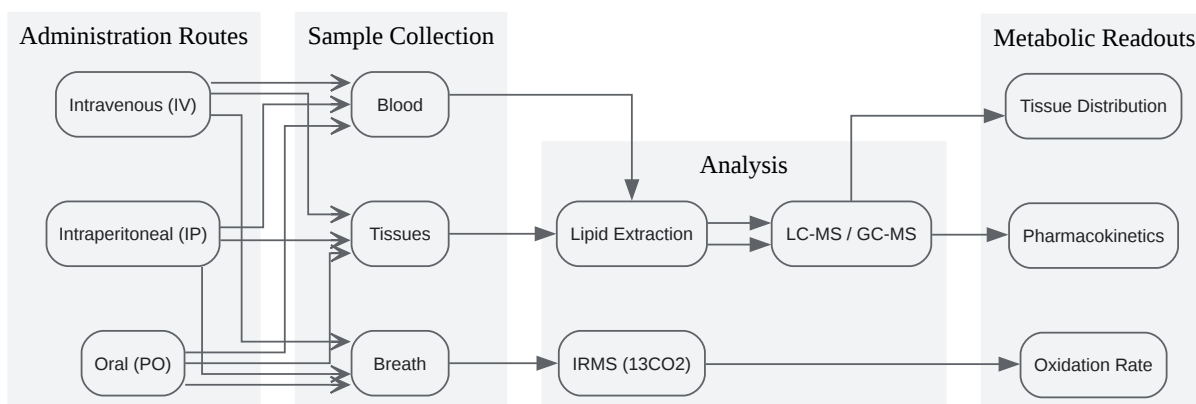 Administration Routes
Sample Collection
Metabolic Readouts
Intravenous (IV)
Blood
Tissue Distribution
Analysis
Intraperitoneal (IP)
Tissues
Lipid Extraction
LC-MS / GC-MS
Pharmacokinetics
Oral (PO)
Breath
IRMS (13CO2)
Oxidation Rate